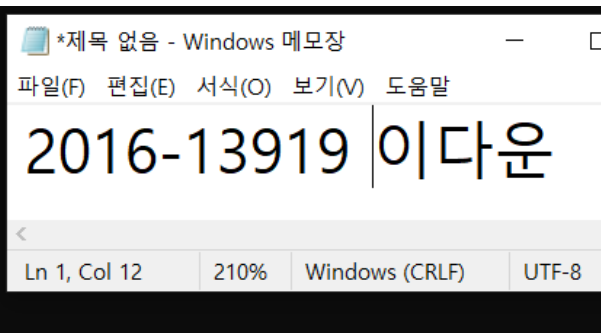 *제목 없음 - Windows 메모장
파일(F) 편집(E) 서식(O) 보기(V) 도움말
2016-13919 이다운
Ln 1, Col 12 210% Windows (CRLF) UTF-8